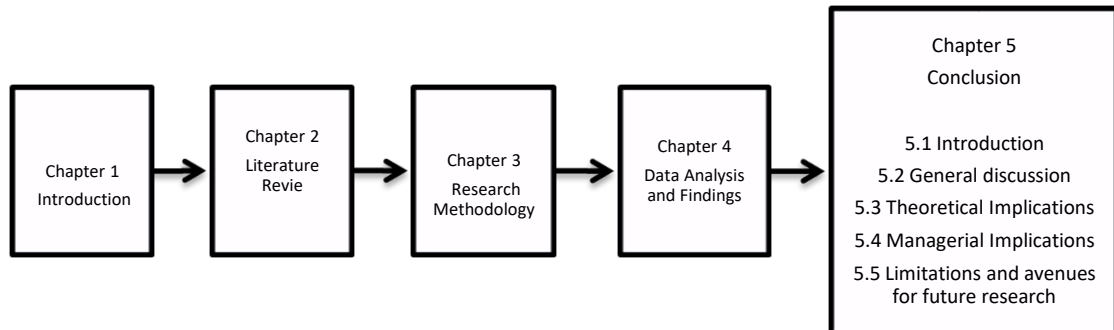 Chapter 1
Introduction
Chapter 2
Literature
Revie
Chapter 3
Research
Methodology
Chapter 4
Data Analysis
and Findings
Chapter 5
Conclusion
5.1 Introduction
5.2 General discussion
5.3 Theoretical Implications
5.4 Managerial Implications
5.5 Limitations and avenues
for future research